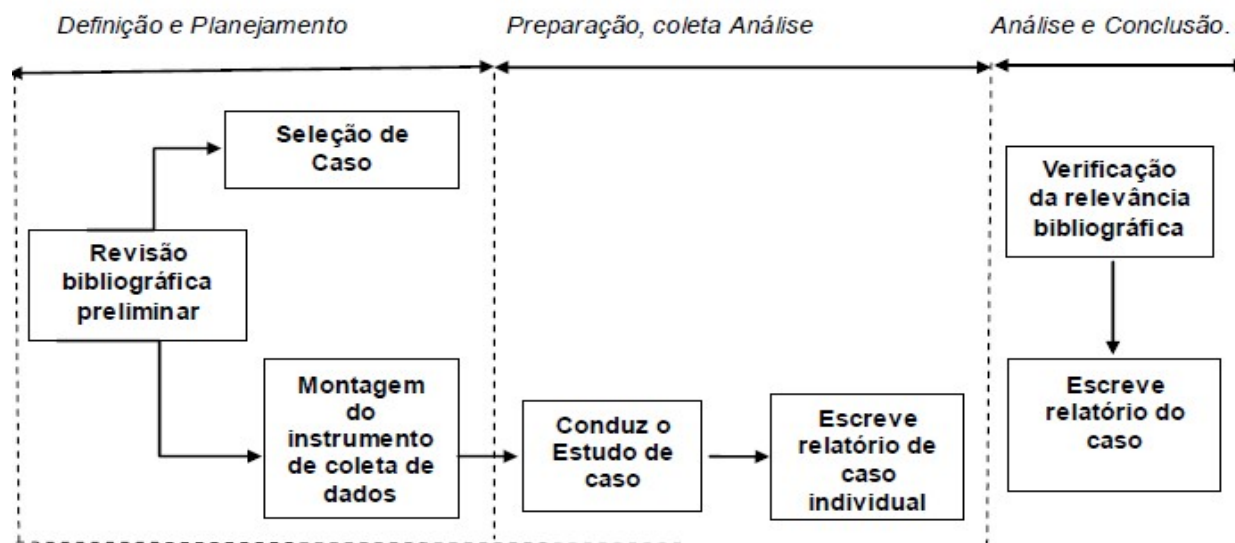 Definição e Planejamento
Preparação, coleta Análise
Análise e Conclusão.
Seleção de
Caso
Revisão
bibliográfica
preliminar
Montagem
do
instrumento
de coleta de
dados
Conduz o
Estudo de
caso
Escreve
relatório de
caso
individual
Verificação
da relevância
bibliográfica
Escreve
relatório do
caso